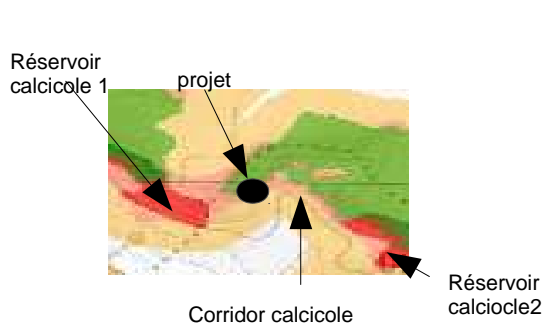 Réservoir
calcicole 1
projet
Corridor calcicole
Réservoir
calciocle2